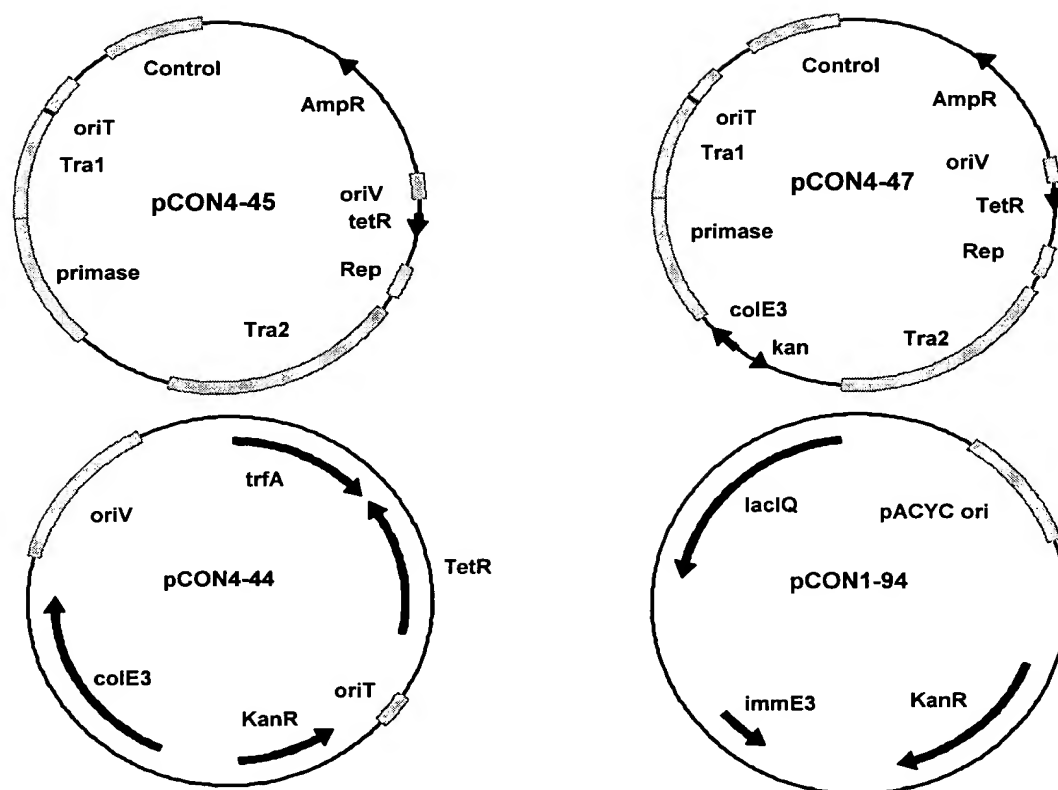 Control
AmpR
oriT
Tra1
oriV
pCON4-45
tetR
Rep
primase
Tra2
Control
AmpR
oriT
Tra1
oriV
pCON4-47
TetR
primase
Rep
colE3
Tra2
kan
trfA
oriV
TetR
pCON4-44
colE3
oriT
KanR
lacIQ
pACYC ori
pCON1-94
immE3
KanR